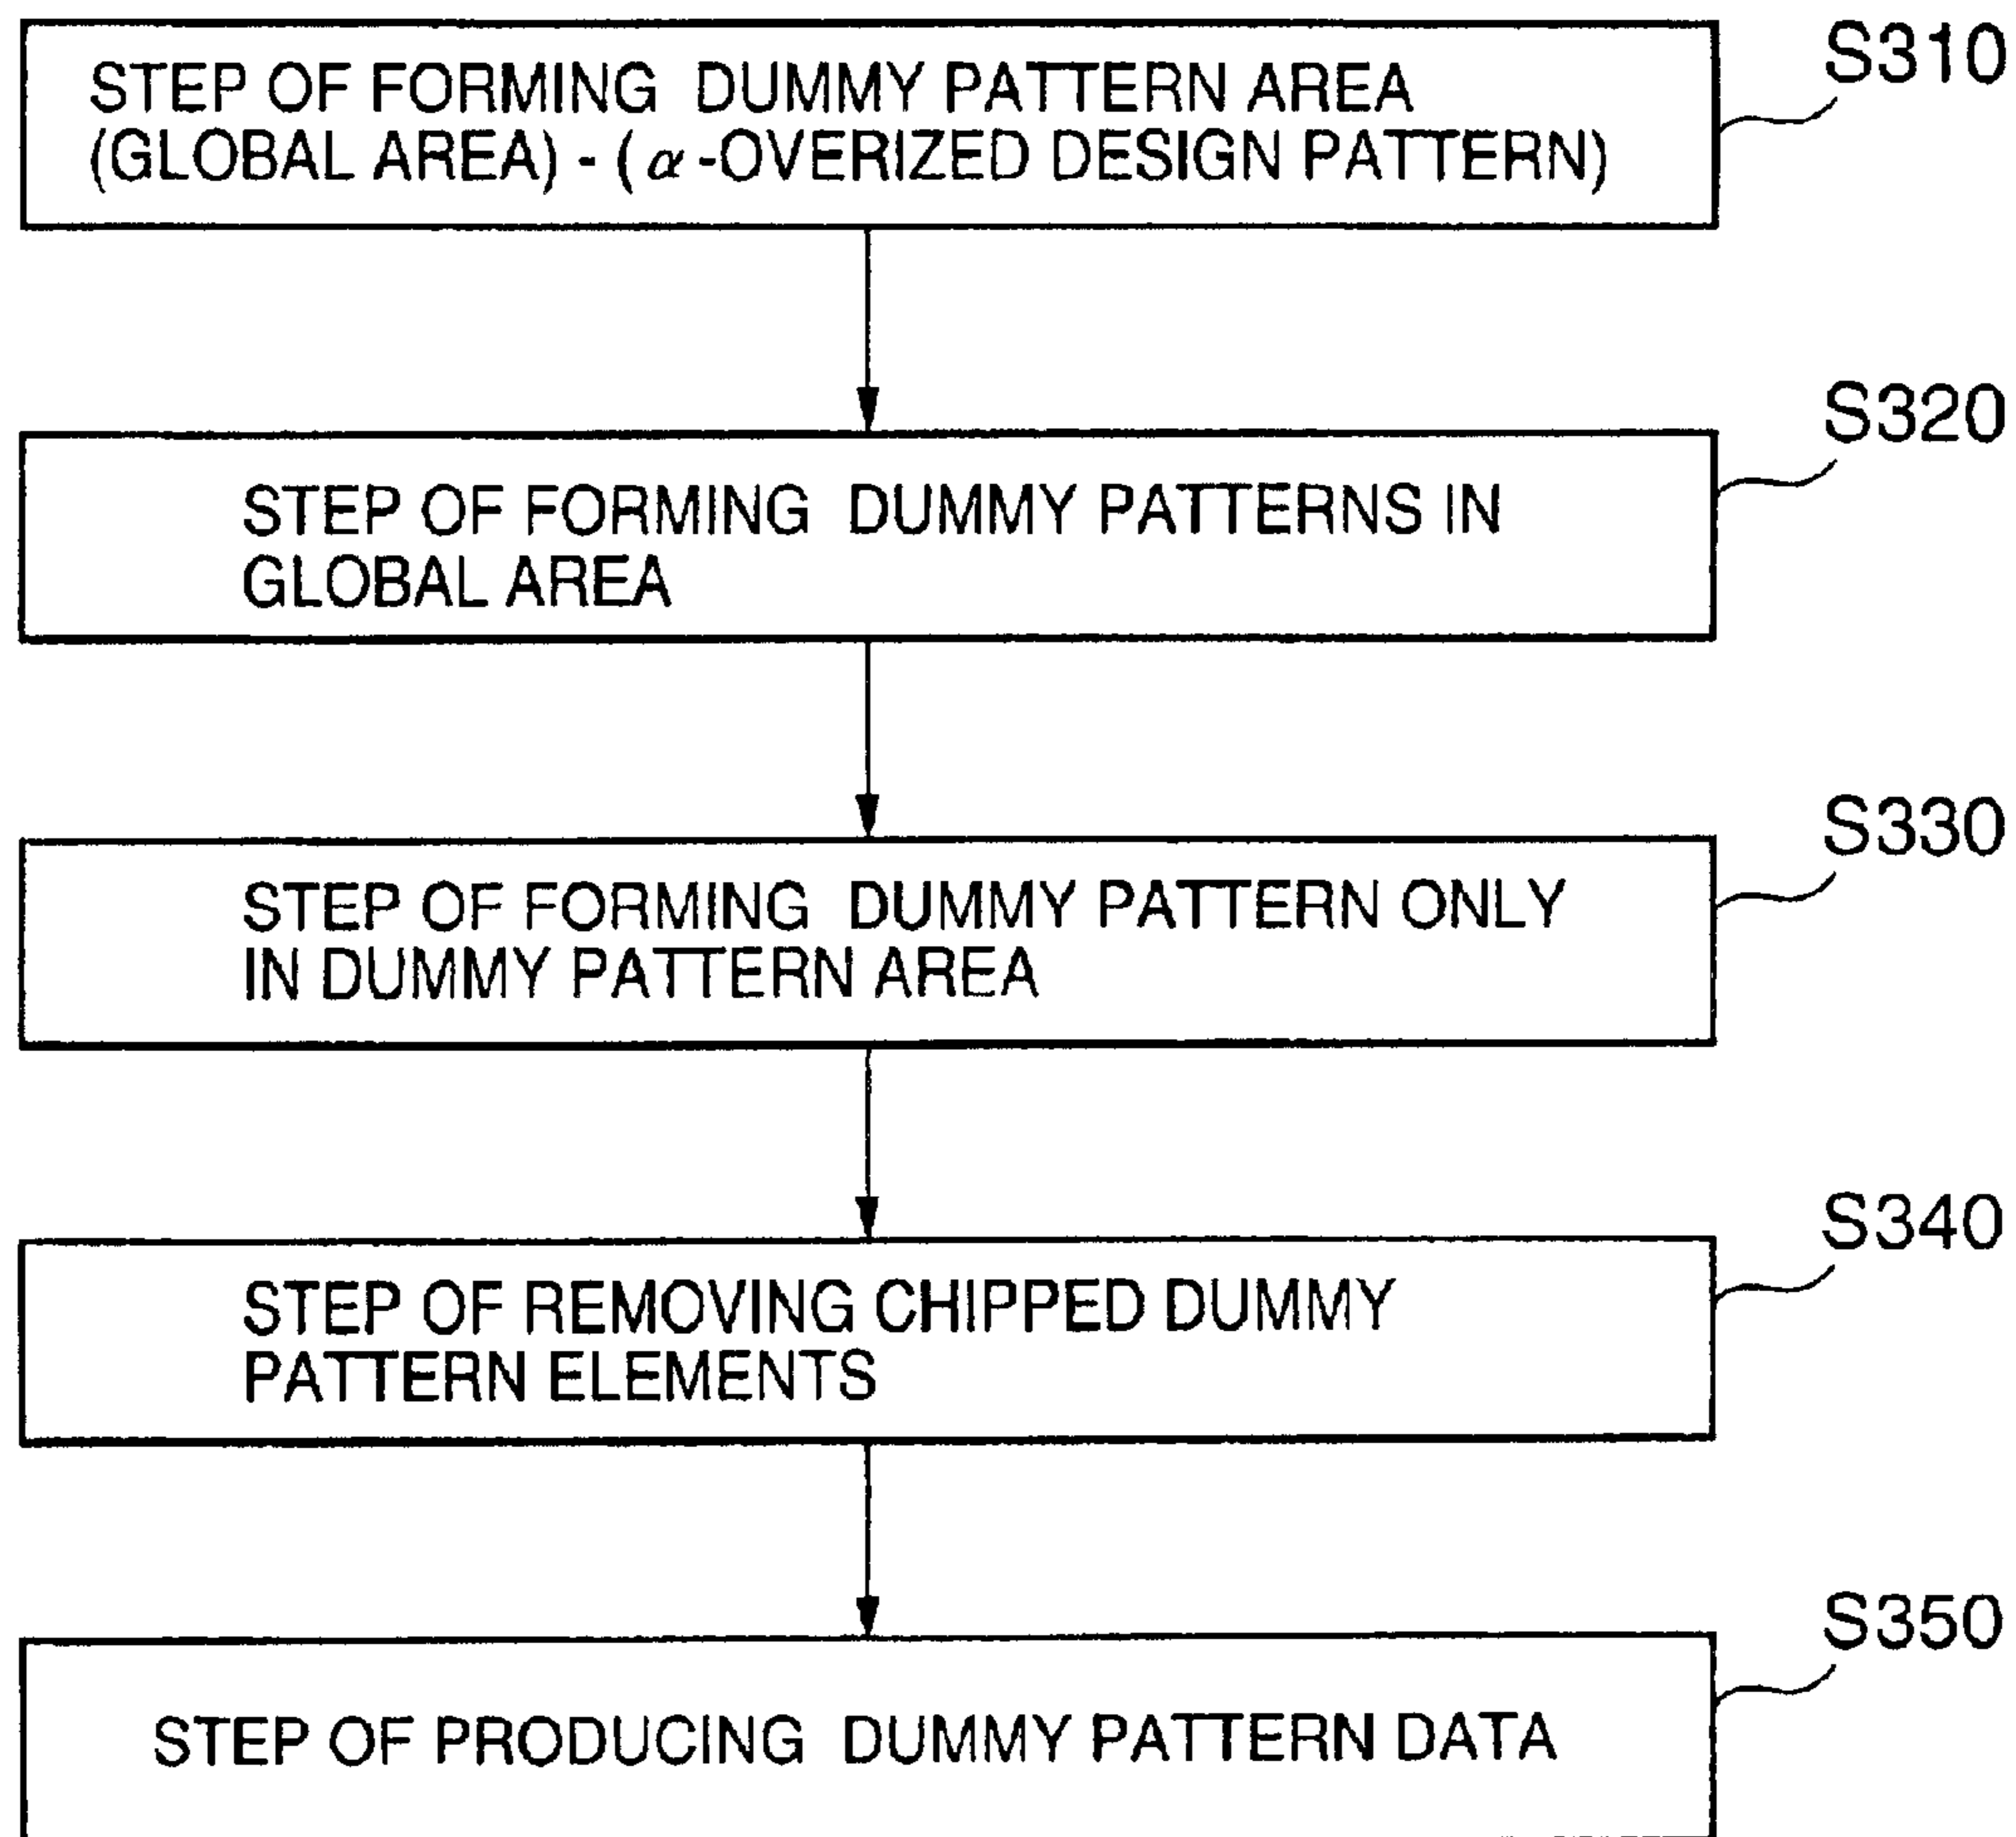 STEP OF FORMING DUMMY PATTERN AREA
(GLOBAL AREA) - (α-OVERIZED DESIGN PATTERN)
S310
STEP OF FORMING DUMMY PATTERNS IN
GLOBAL AREA
S320
STEP OF FORMING DUMMY PATTERN ONLY
IN DUMMY PATTERN AREA
S330
STEP OF REMOVING CHIPPED DUMMY
PATTERN ELEMENTS
S340
STEP OF PRODUCING DUMMY PATTERN DATA
S350